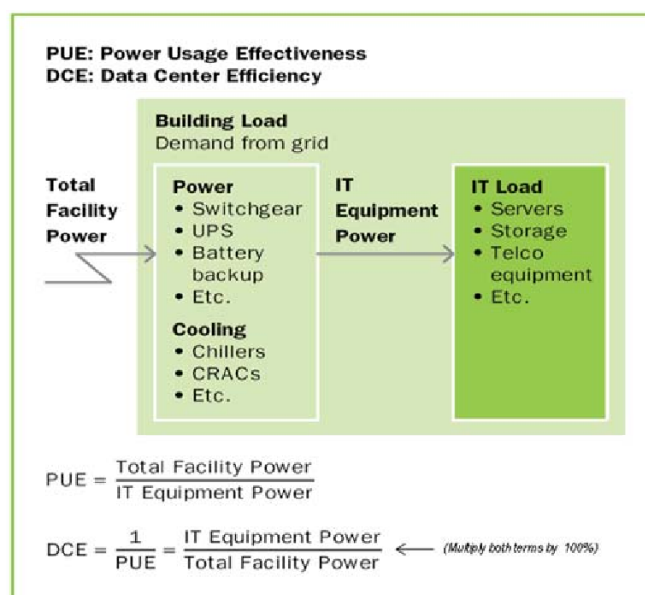 PUE: Power Usage Effectiveness
DCE: Data Center Efficiency
Building Load
Demand from grid
Total
Facility
Power
Power
• Switchgear
• UPS
• Battery
backup
• Etc.
Cooling
• Chillers
• CRACs
• Etc.
IT
Equipment
Power
IT Load
• Servers
• Storage
• Telco
equipment
• Etc.
PUE = Total Facility Power / IT Equipment Power
DCE = 1 / PUE = IT Equipment Power / Total Facility Power (Multiply both terms by 100%)